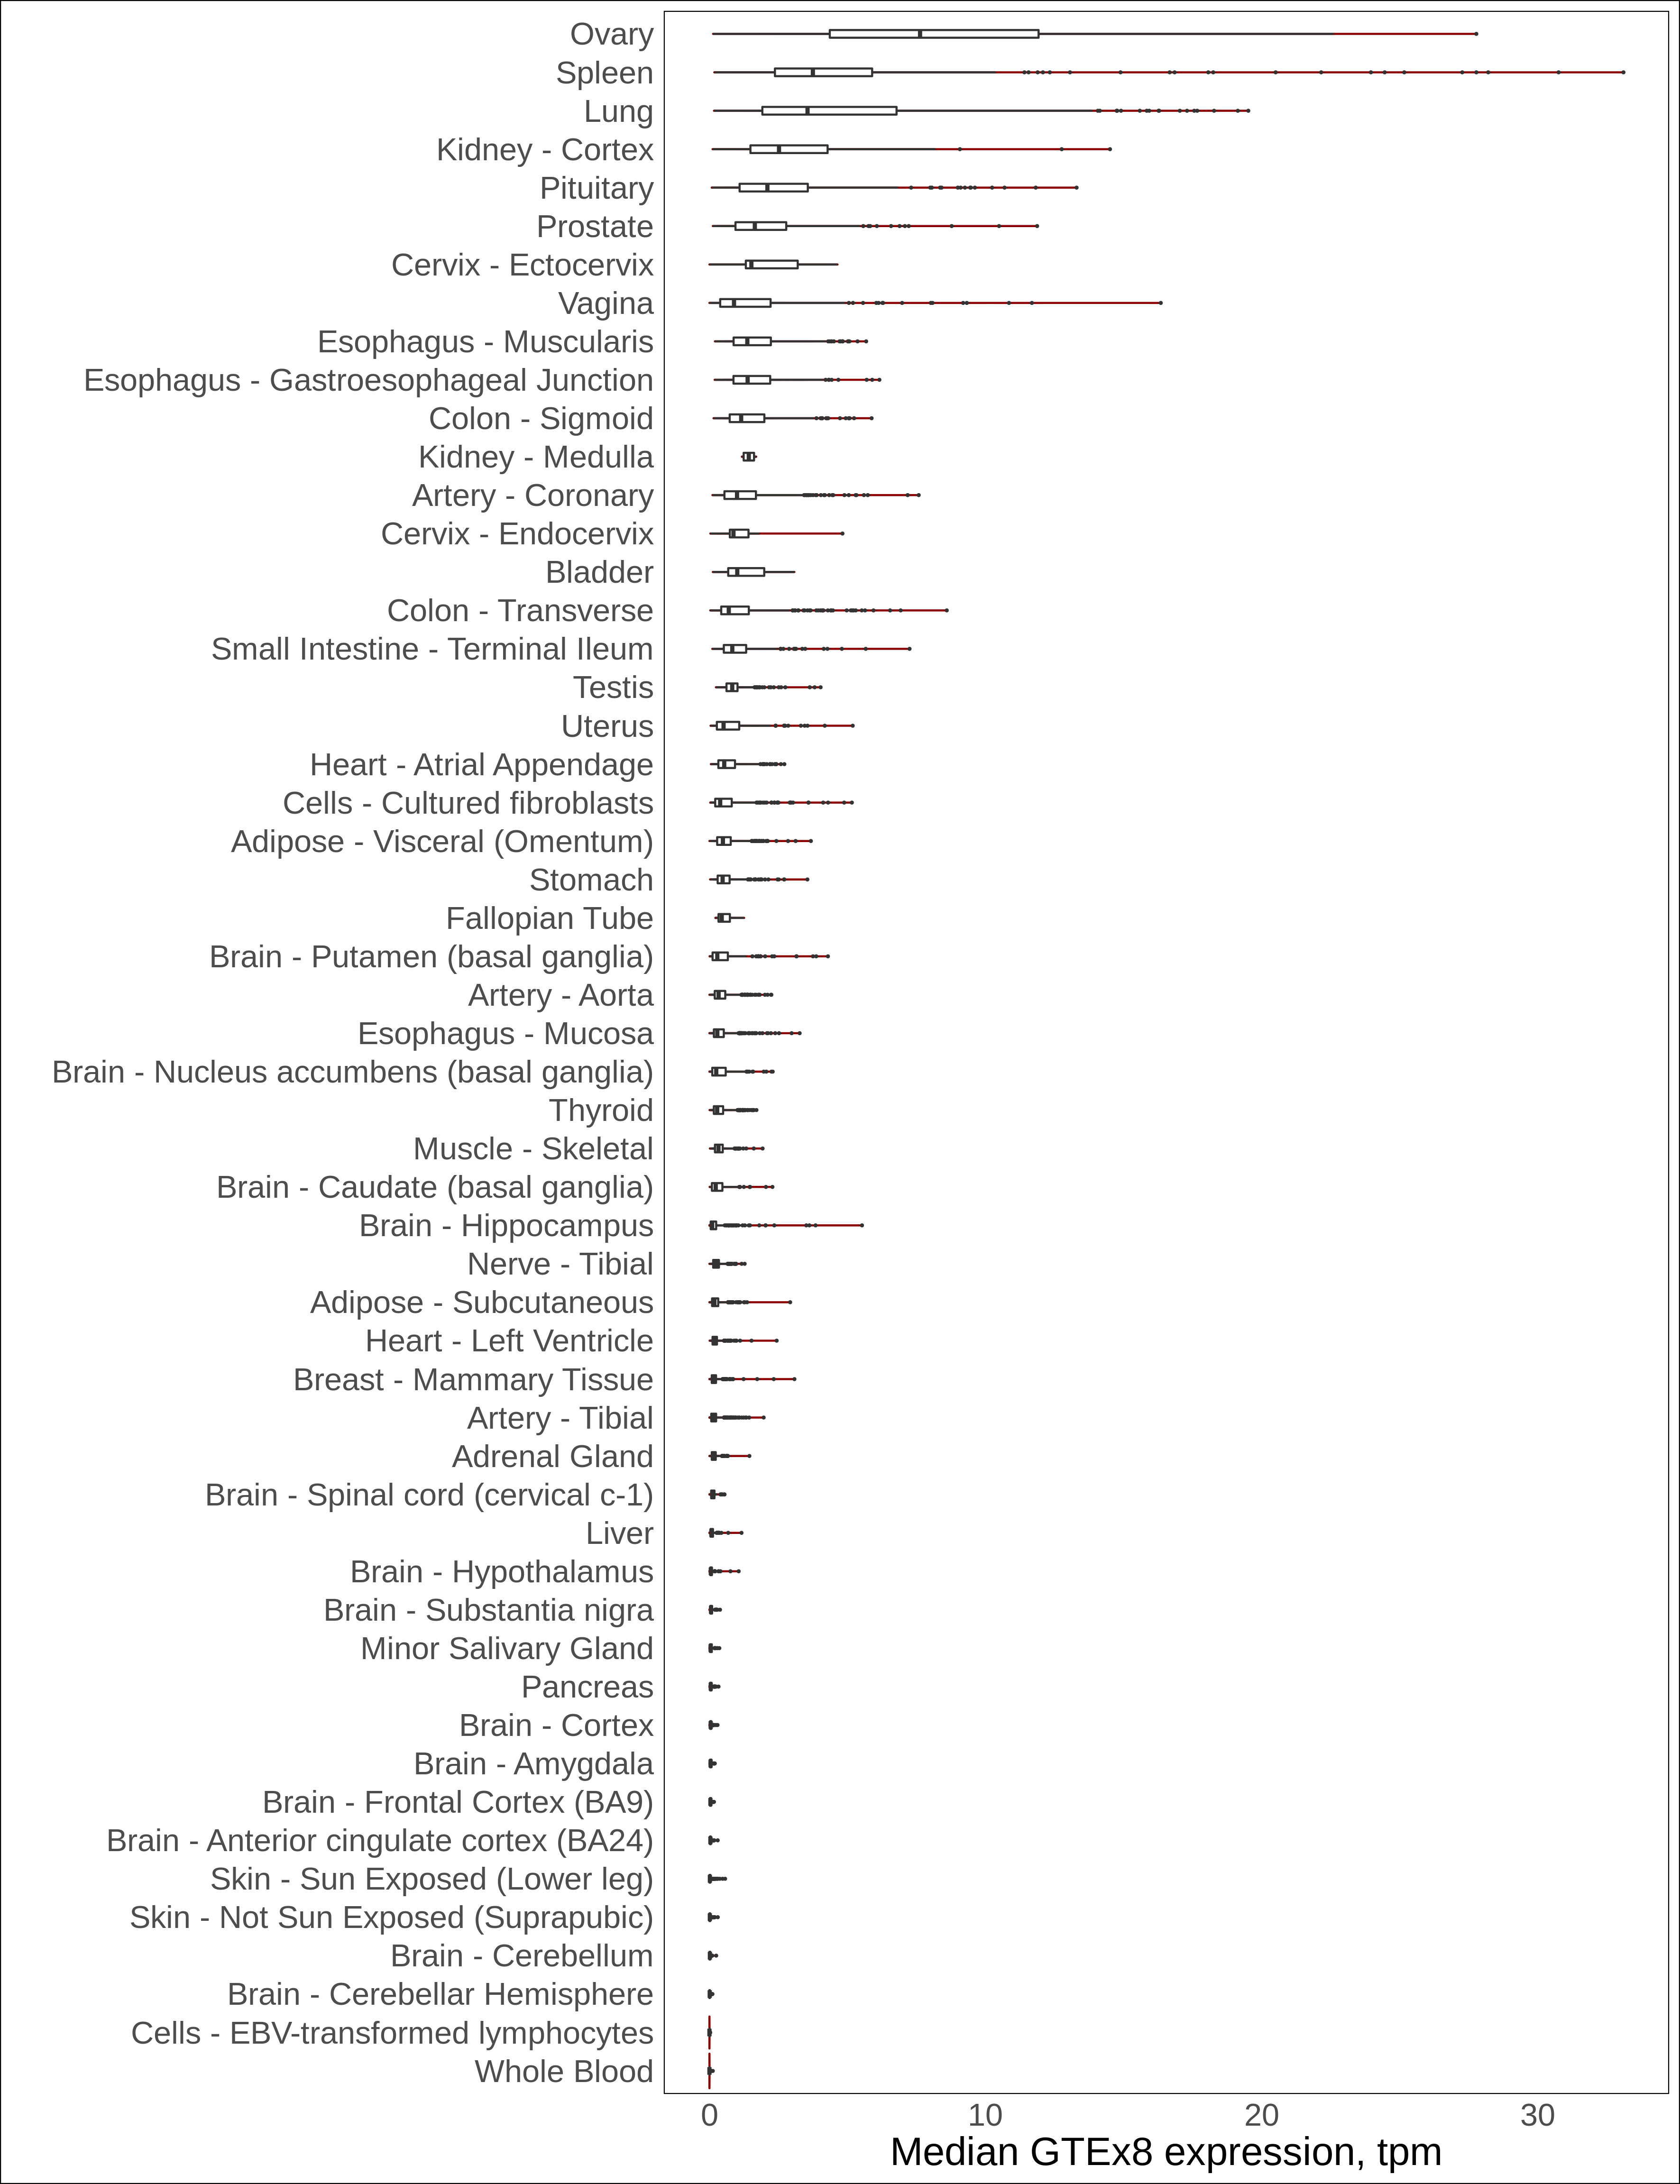 Ovary
Spleen
Lung
Kidney - Cortex
Pituitary
Prostate
Cervix - Ectocervix
Vagina
Esophagus - Muscularis
Esophagus - Gastroesophageal Junction
Colon - Sigmoid
Kidney - Medulla
Artery - Coronary
Cervix - Endocervix
Bladder
Colon - Transverse
Small Intestine - Terminal Ileum
Testis
Uterus
Heart - Atrial Appendage
Cells - Cultured fibroblasts
Adipose - Visceral (Omentum)
Stomach
Fallopian Tube
Brain - Putamen (basal ganglia)
Artery - Aorta
Esophagus - Mucosa
Brain - Nucleus accumbens (basal ganglia)
Thyroid
Muscle - Skeletal
Brain - Caudate (basal ganglia)
Brain - Hippocampus
Nerve - Tibial
Adipose - Subcutaneous
Heart - Left Ventricle
Breast - Mammary Tissue
Artery - Tibial
Adrenal Gland
Brain - Spinal cord (cervical c-1)
Liver
Brain - Hypothalamus
Brain - Substantia nigra
Minor Salivary Gland
Pancreas
Brain - Cortex
Brain - Amygdala
Brain - Frontal Cortex (BA9)
Brain - Anterior cingulate cortex (BA24)
Skin - Sun Exposed (Lower leg)
Skin - Not Sun Exposed (Suprapubic)
Brain - Cerebellum
Brain - Cerebellar Hemisphere
Cells - EBV-transformed lymphocytes
Whole Blood
0 10 20 30
Median GTEx8 expression, tpm